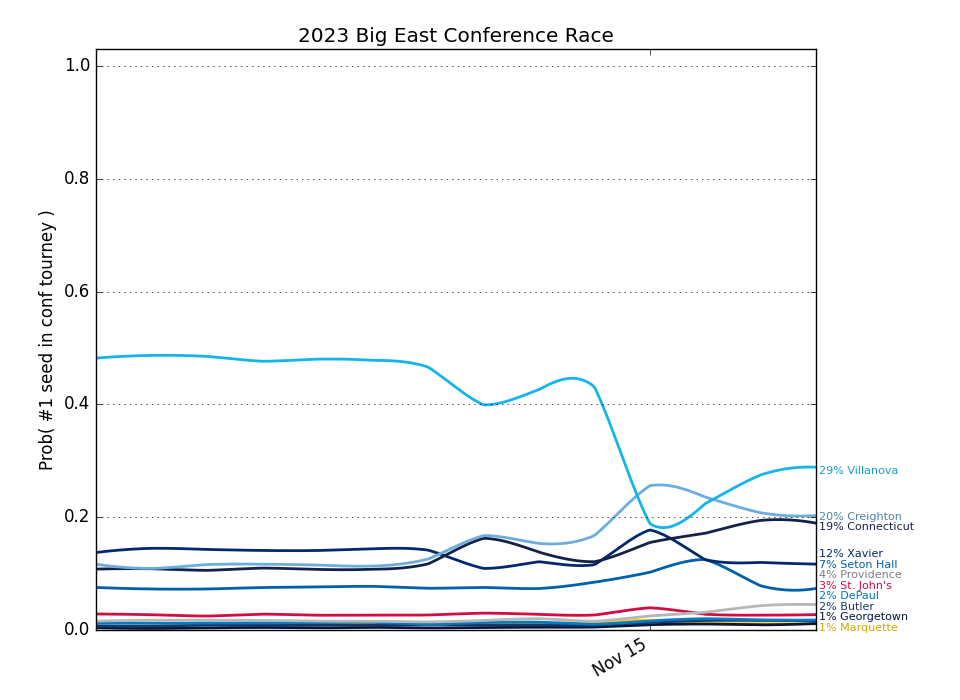 2023 Big East Conference Race
Prob( #1 seed in conf tourney )
1.0
0.8
0.6
0.4
0.2
0.0
Nov 15
29% Villanova
20% Creighton
19% Connecticut
12% Xavier
7% Seton Hall
4% Providence
3% St. John's
2% DePaul
2% Butler
1% Georgetown
1% Marquette